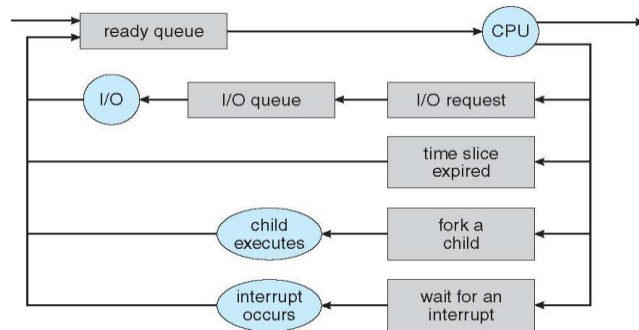 ready queue
CPU
I/O
I/O queue
I/O request
time slice
expired
child
executes
fork a
child
interrupt
occurs
wait for an
interrupt